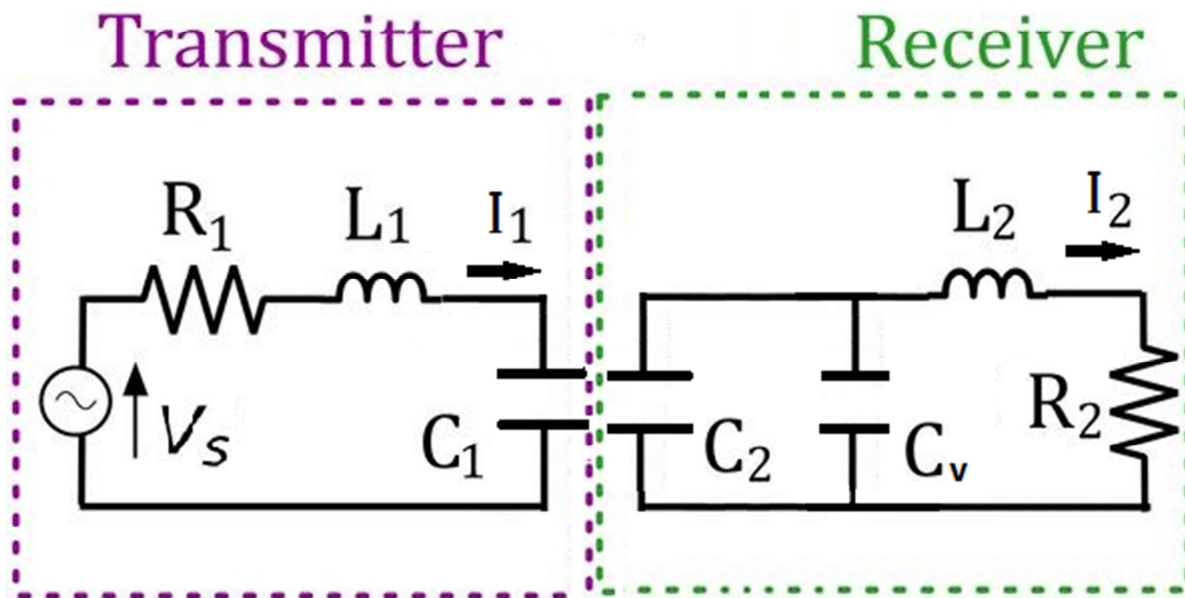 Transmitter
Receiver
R₁
L₁
I₁
L₂
I₂
Vₛ
C₁
C₂
Cᵥ
R₂